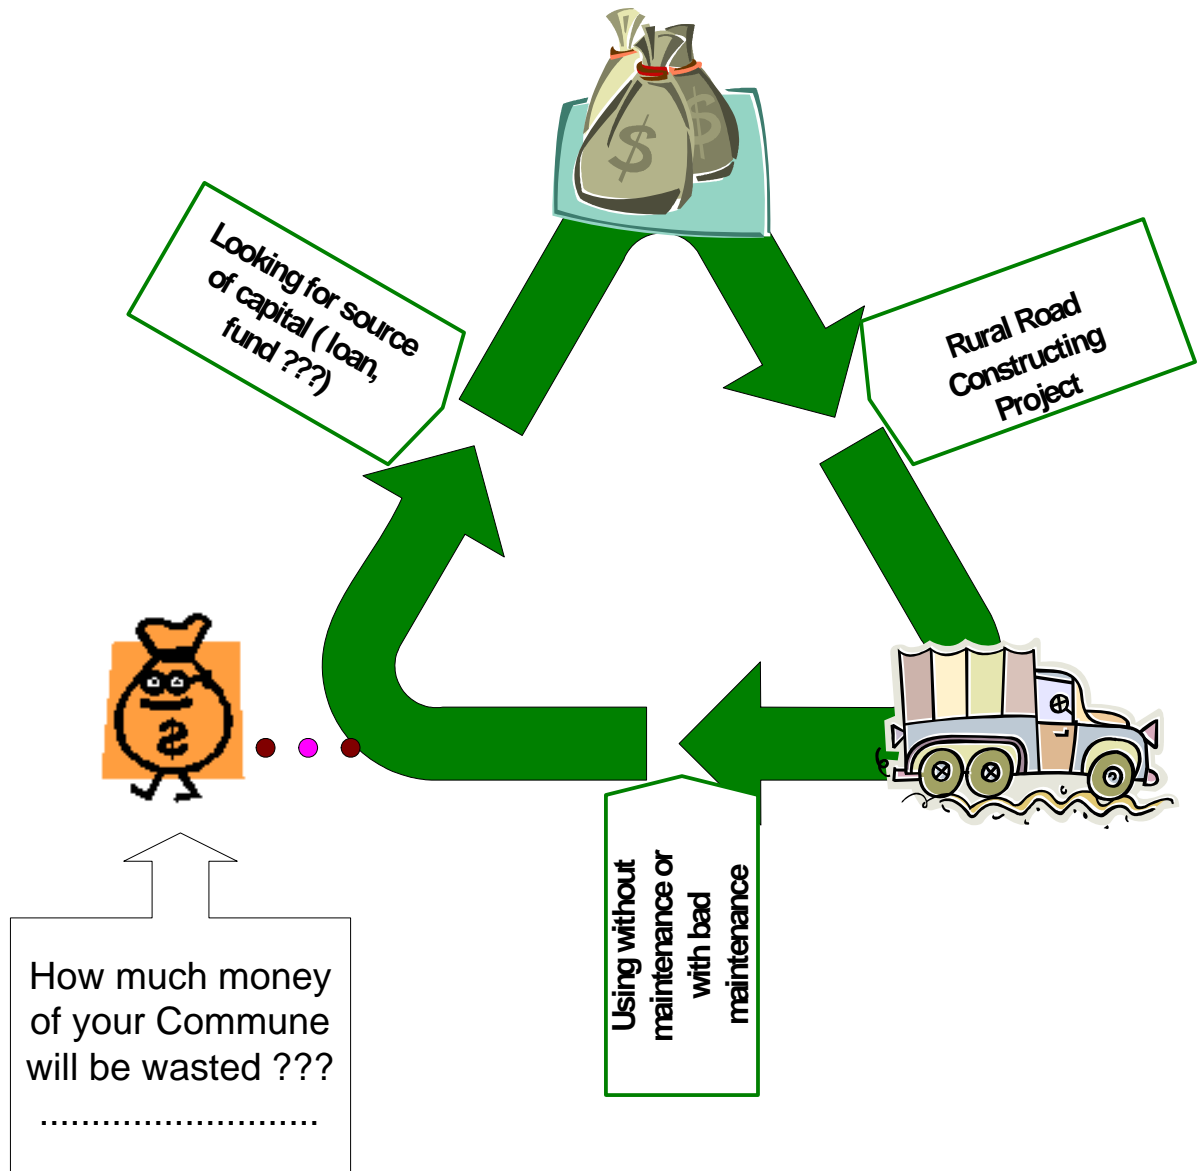 $
$
Looking for source
of capital ( loan,
fund ???)
Rural Road
Constructing
Project
Using without
maintenance or
with bad
maintenance
$
How much money
of your Commune
will be wasted ???
...........................